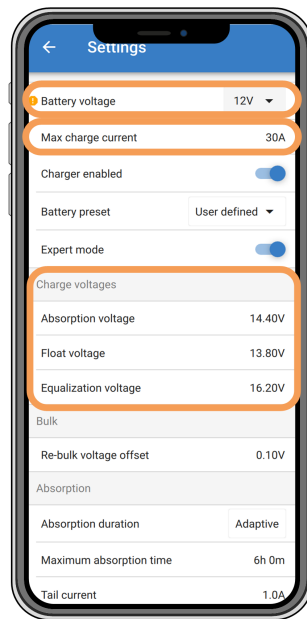 Settings
Battery voltage 12V
Max charge current 30A
Charger enabled
Battery preset User defined
Expert mode
Charge voltages
Absorption voltage 14.40V
Float voltage 13.80V
Equalization voltage 16.20V
Bulk
Re-bulk voltage offset 0.10V
Absorption
Absorption duration Adaptive
Maximum absorption time 6h 0m
Tail current 1.0A